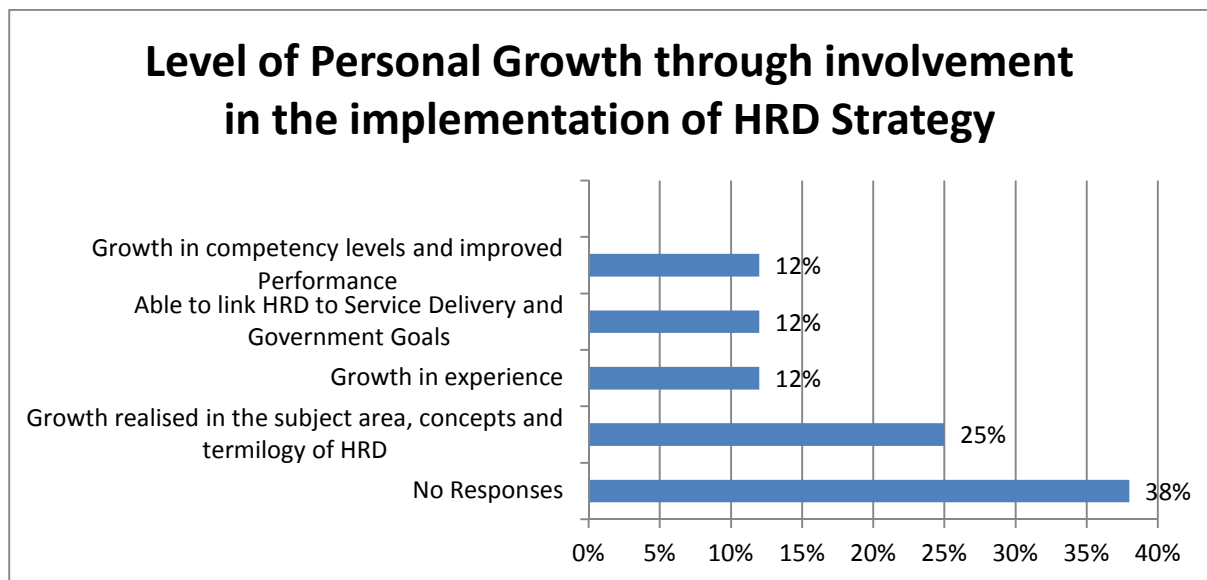 Level of Personal Growth through involvement
in the implementation of HRD Strategy
Growth in competency levels and improved
Performance
12%
Able to link HRD to Service Delivery and
Government Goals
12%
Growth in experience
12%
Growth realised in the subject area, concepts and
termilogy of HRD
25%
No Responses
38%
0% 5% 10% 15% 20% 25% 30% 35% 40%